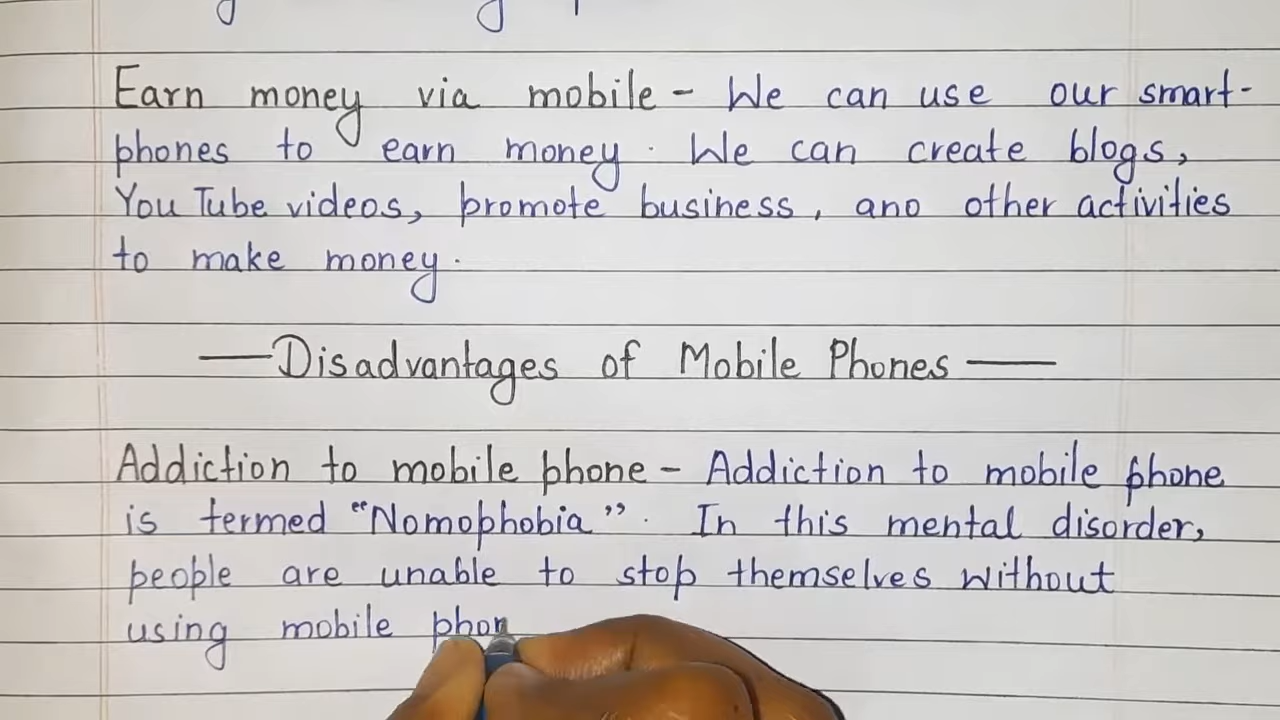 Earn money via mobile - We can use our smart-
phones to earn money. We can create blogs,
YouTube videos, promote business, and other activities
to make money.
— Disadvantages of Mobile Phones —
Addiction to mobile phone - Addiction to mobile phone
is termed "Nomophobia". In this mental disorder,
people are unable to stop themselves without
using mobile phon